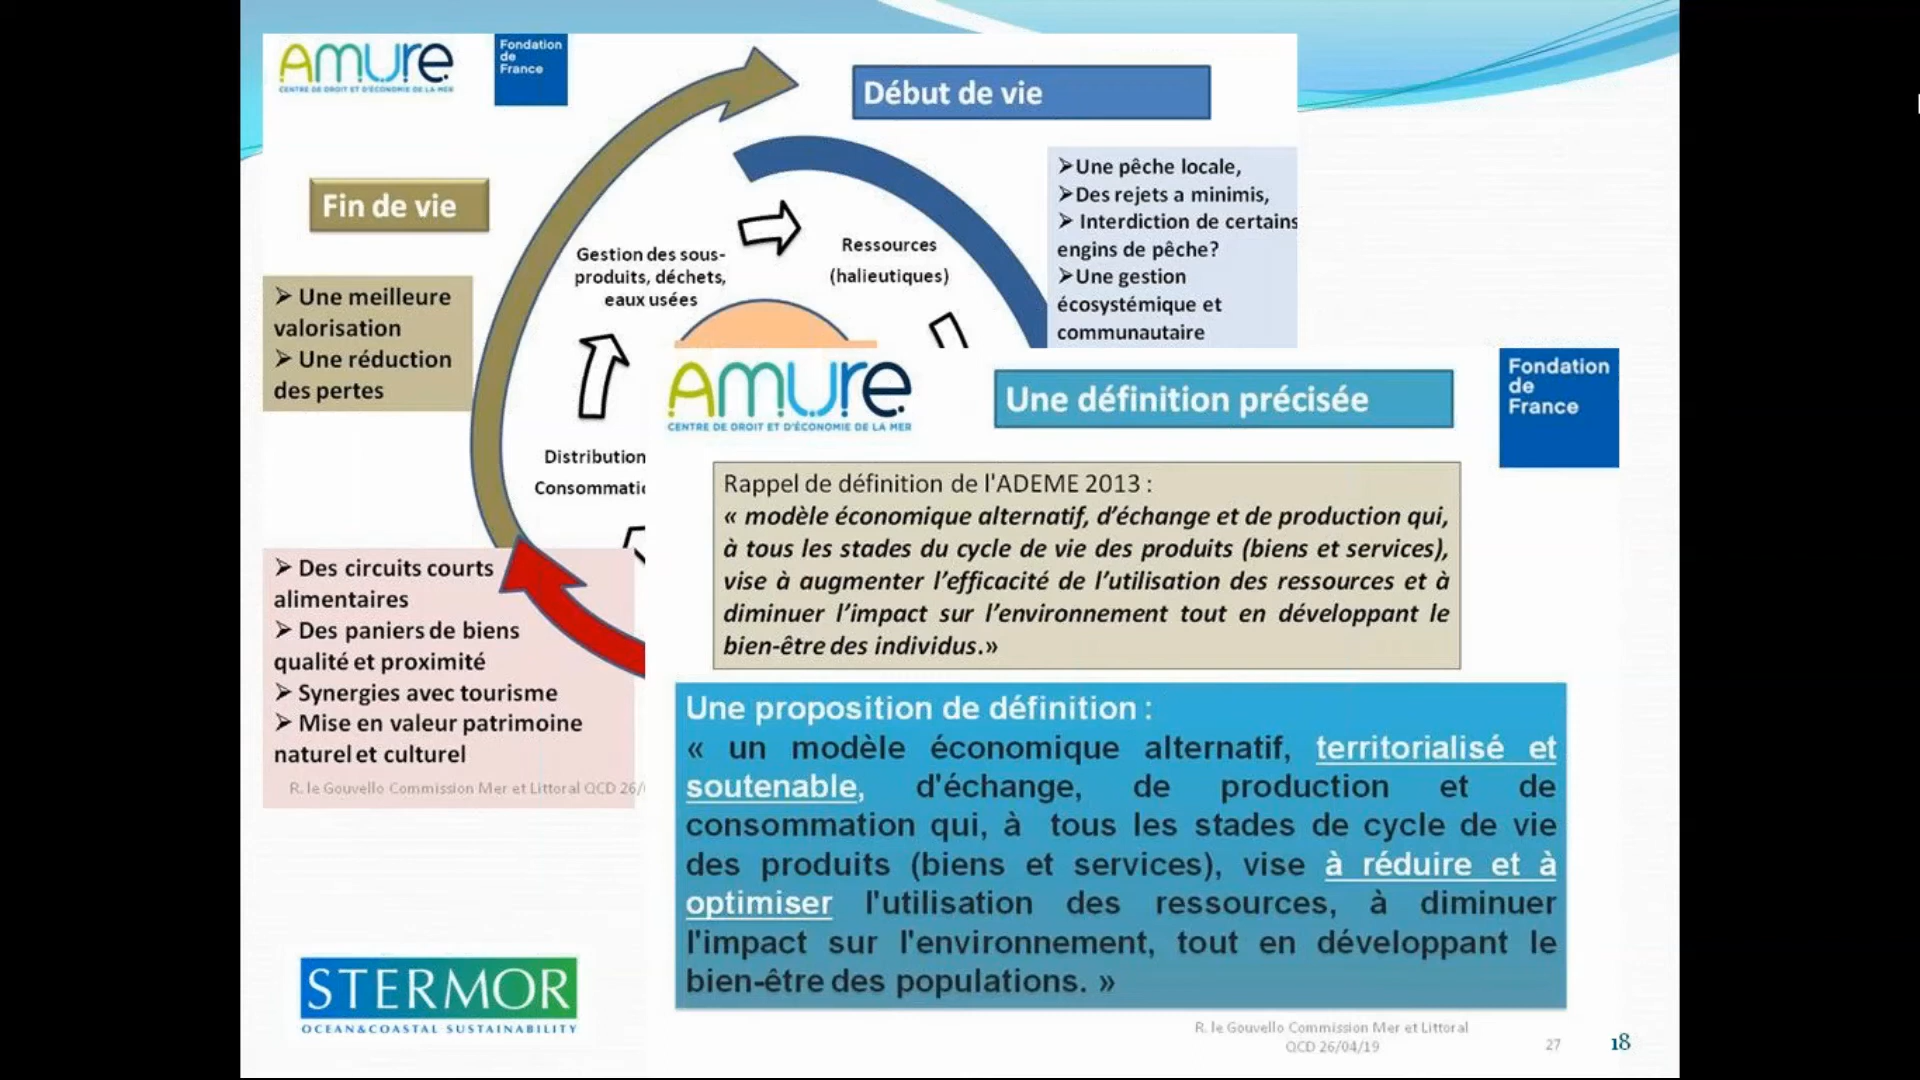 Amure
CENTRE DE DROIT ET D'ÉCONOMIE DE LA MER
Fondation
de
France
Début de vie
Fin de vie
➢Une pêche locale,
➢Des rejets a minimis,
➢ Interdiction de certains
engins de pêche?
➢Une gestion
écosystémique et
communautaire
Gestion des sous-
produits, déchets,
eaux usées
Ressources
(halieutiques)
➢ Une meilleure
valorisation
➢ Une réduction
des pertes
Distribution
➢ Des circuits courts
alimentaires
➢ Des paniers de biens
qualité et proximité
➢ Synergies avec tourisme
➢ Mise en valeur patrimoine
naturel et culturel
R. le Gouvello Commission Mer et Littoral QCD
Amure
CENTRE DE DROIT ET D'ÉCONOMIE DE LA MER
Une définition précisée
Fondation
de
France
Rappel de définition de l'ADEME 2013 :
« modèle économique alternatif, d’échange et de production qui,
à tous les stades du cycle de vie des produits (biens et services),
vise à augmenter l’efficacité de l’utilisation des ressources et à
diminuer l’impact sur l’environnement tout en développant le
bien-être des individus.»
Une proposition de définition :
« un modèle économique alternatif, territorialisé et
soutenable, d'échange, de production et de
consommation qui, à tous les stades de cycle de vie
des produits (biens et services), vise à réduire et à
optimiser l'utilisation des ressources, à diminuer
l'impact sur l'environnement, tout en développant le
bien-être des populations. »
STERMOR
OCEAN&COASTAL SUSTAINABILITY
R. le Gouvello Commission Mer et Littoral
QCD 26/04/19
27
18